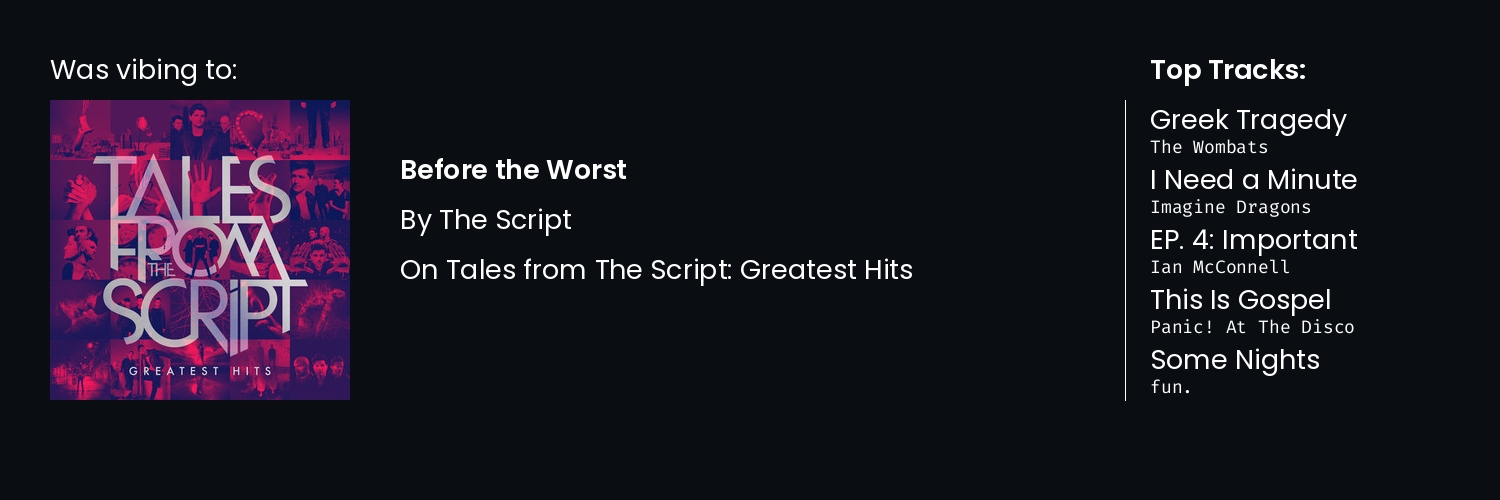 Was vibing to:
TALES
FROM
THE
SCRiPT
GREATEST HITS
Before the Worst
By The Script
On Tales from The Script: Greatest Hits
Top Tracks:
Greek Tragedy
The Wombats
I Need a Minute
Imagine Dragons
EP. 4: Important
Ian McConnell
This Is Gospel
Panic! At The Disco
Some Nights
fun.